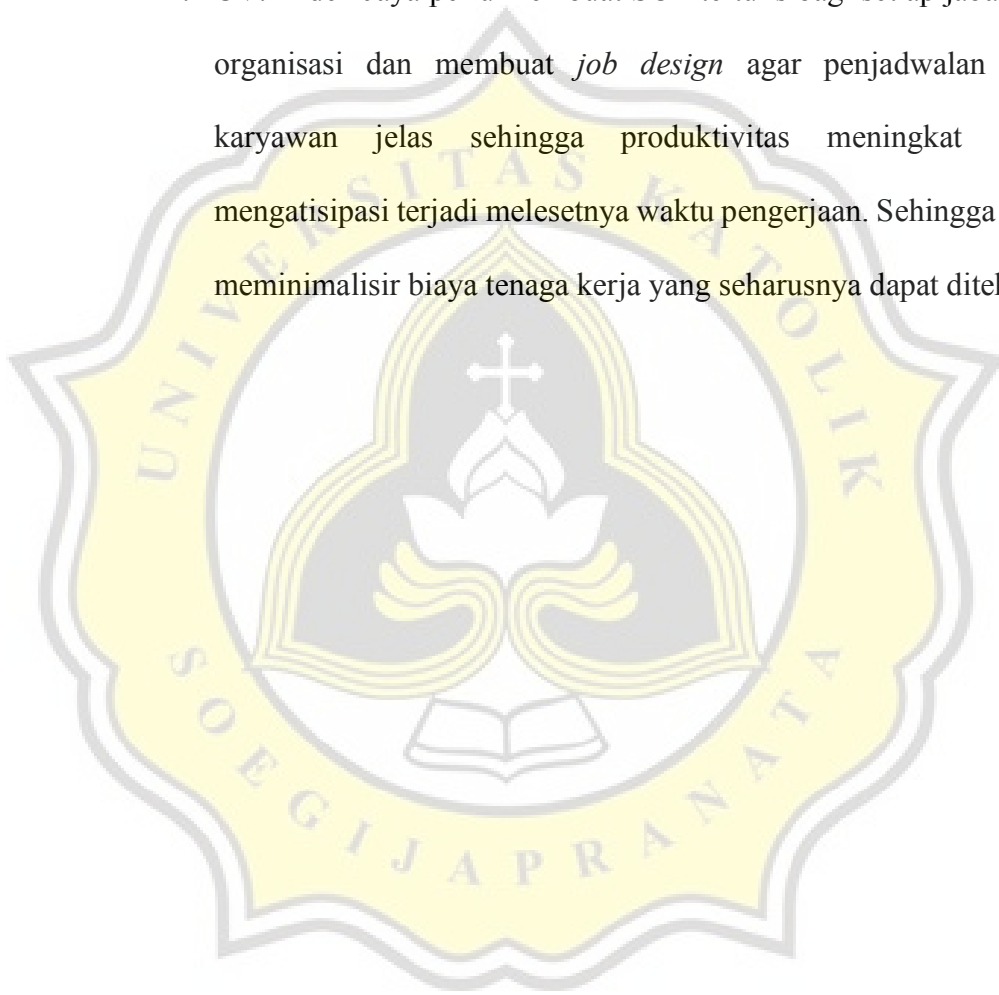 organisasi dan membuat job design agar penjadwalan
karyawan jelas sehingga produktivitas meningkat
mengatisipasi terjadi melesetnya waktu pengerjaan. Sehingga
meminimalisir biaya tenaga kerja yang seharusnya dapat
UNIVERSITAS KATOLIK
SOEGIJAPRANATA